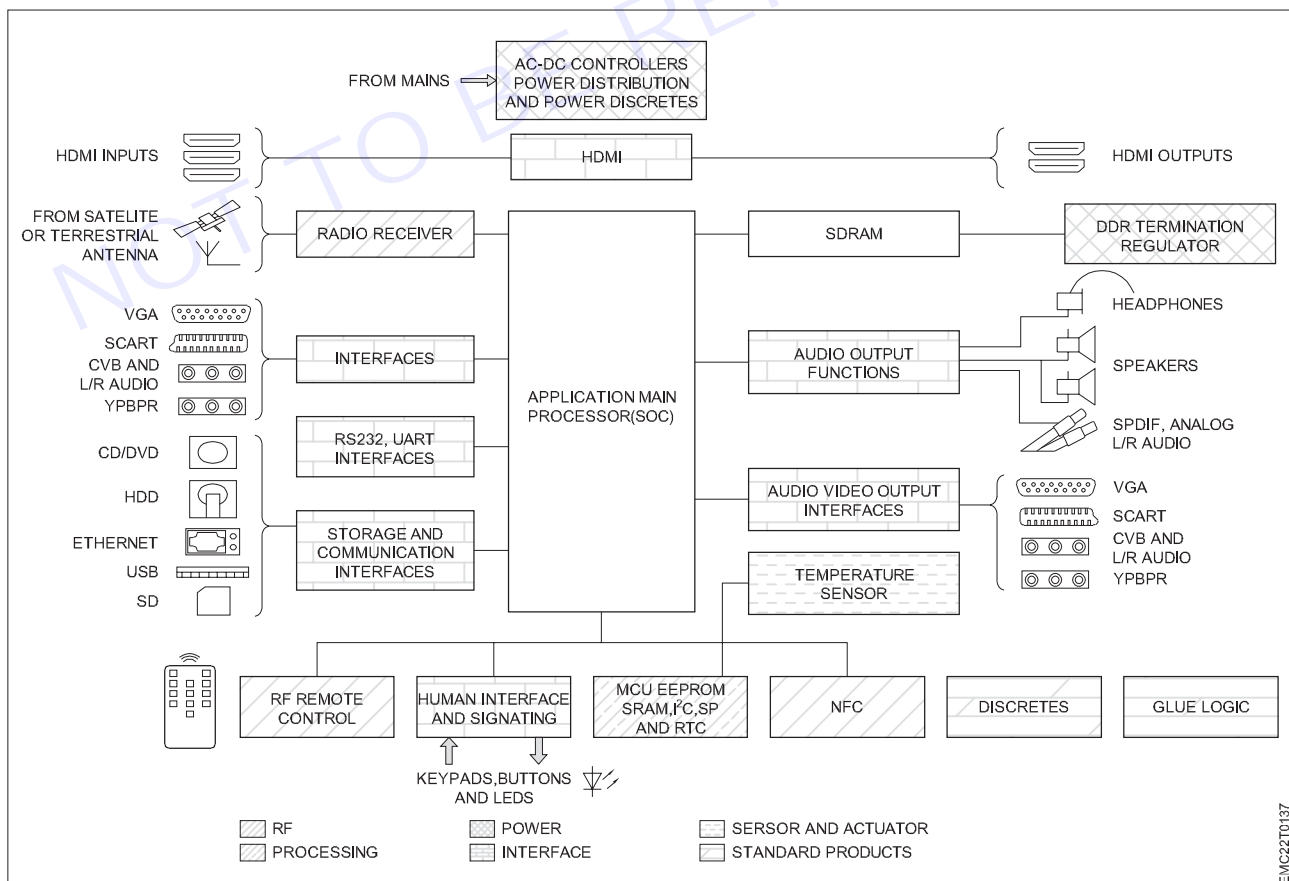 NOT TO BE RE
AC-DC CONTROLLERS
POWER DISTRIBUTION
AND POWER DISCRETES
FROM MAINS
HDMI INPUTS
HDMI
HDMI OUTPUTS
FROM SATELITE
OR TERRESTRIAL
ANTENNA
RADIO RECEIVER
SDRAM
DDR TERMINATION
REGULATOR
VGA
SCART
CVB AND
L/R AUDIO
YPBPR
INTERFACES
APPLICATION MAIN
PROCESSOR(SOC)
AUDIO OUTPUT
FUNCTIONS
HEADPHONES
SPEAKERS
SPDIF, ANALOG
L/R AUDIO
RS232, UART
INTERFACES
CD/DVD
HDD
ETHERNET
USB
SD
STORAGE AND
COMMUNICATION
INTERFACES
AUDIO VIDEO OUTPUT
INTERFACES
VGA
SCART
CVB AND
L/R AUDIO
YPBPR
TEMPERATURE
SENSOR
RF REMOTE
CONTROL
HUMAN INTERFACE
AND SIGNATING
MCU EEPROM
SRAM,I²C,SP
AND RTC
NFC
DISCRETES
GLUE LOGIC
KEYPADS,BUTTONS
AND LEDS
RF
POWER
SERSOR AND ACTUATOR
PROCESSING
INTERFACE
STANDARD PRODUCTS
EMC22T0137